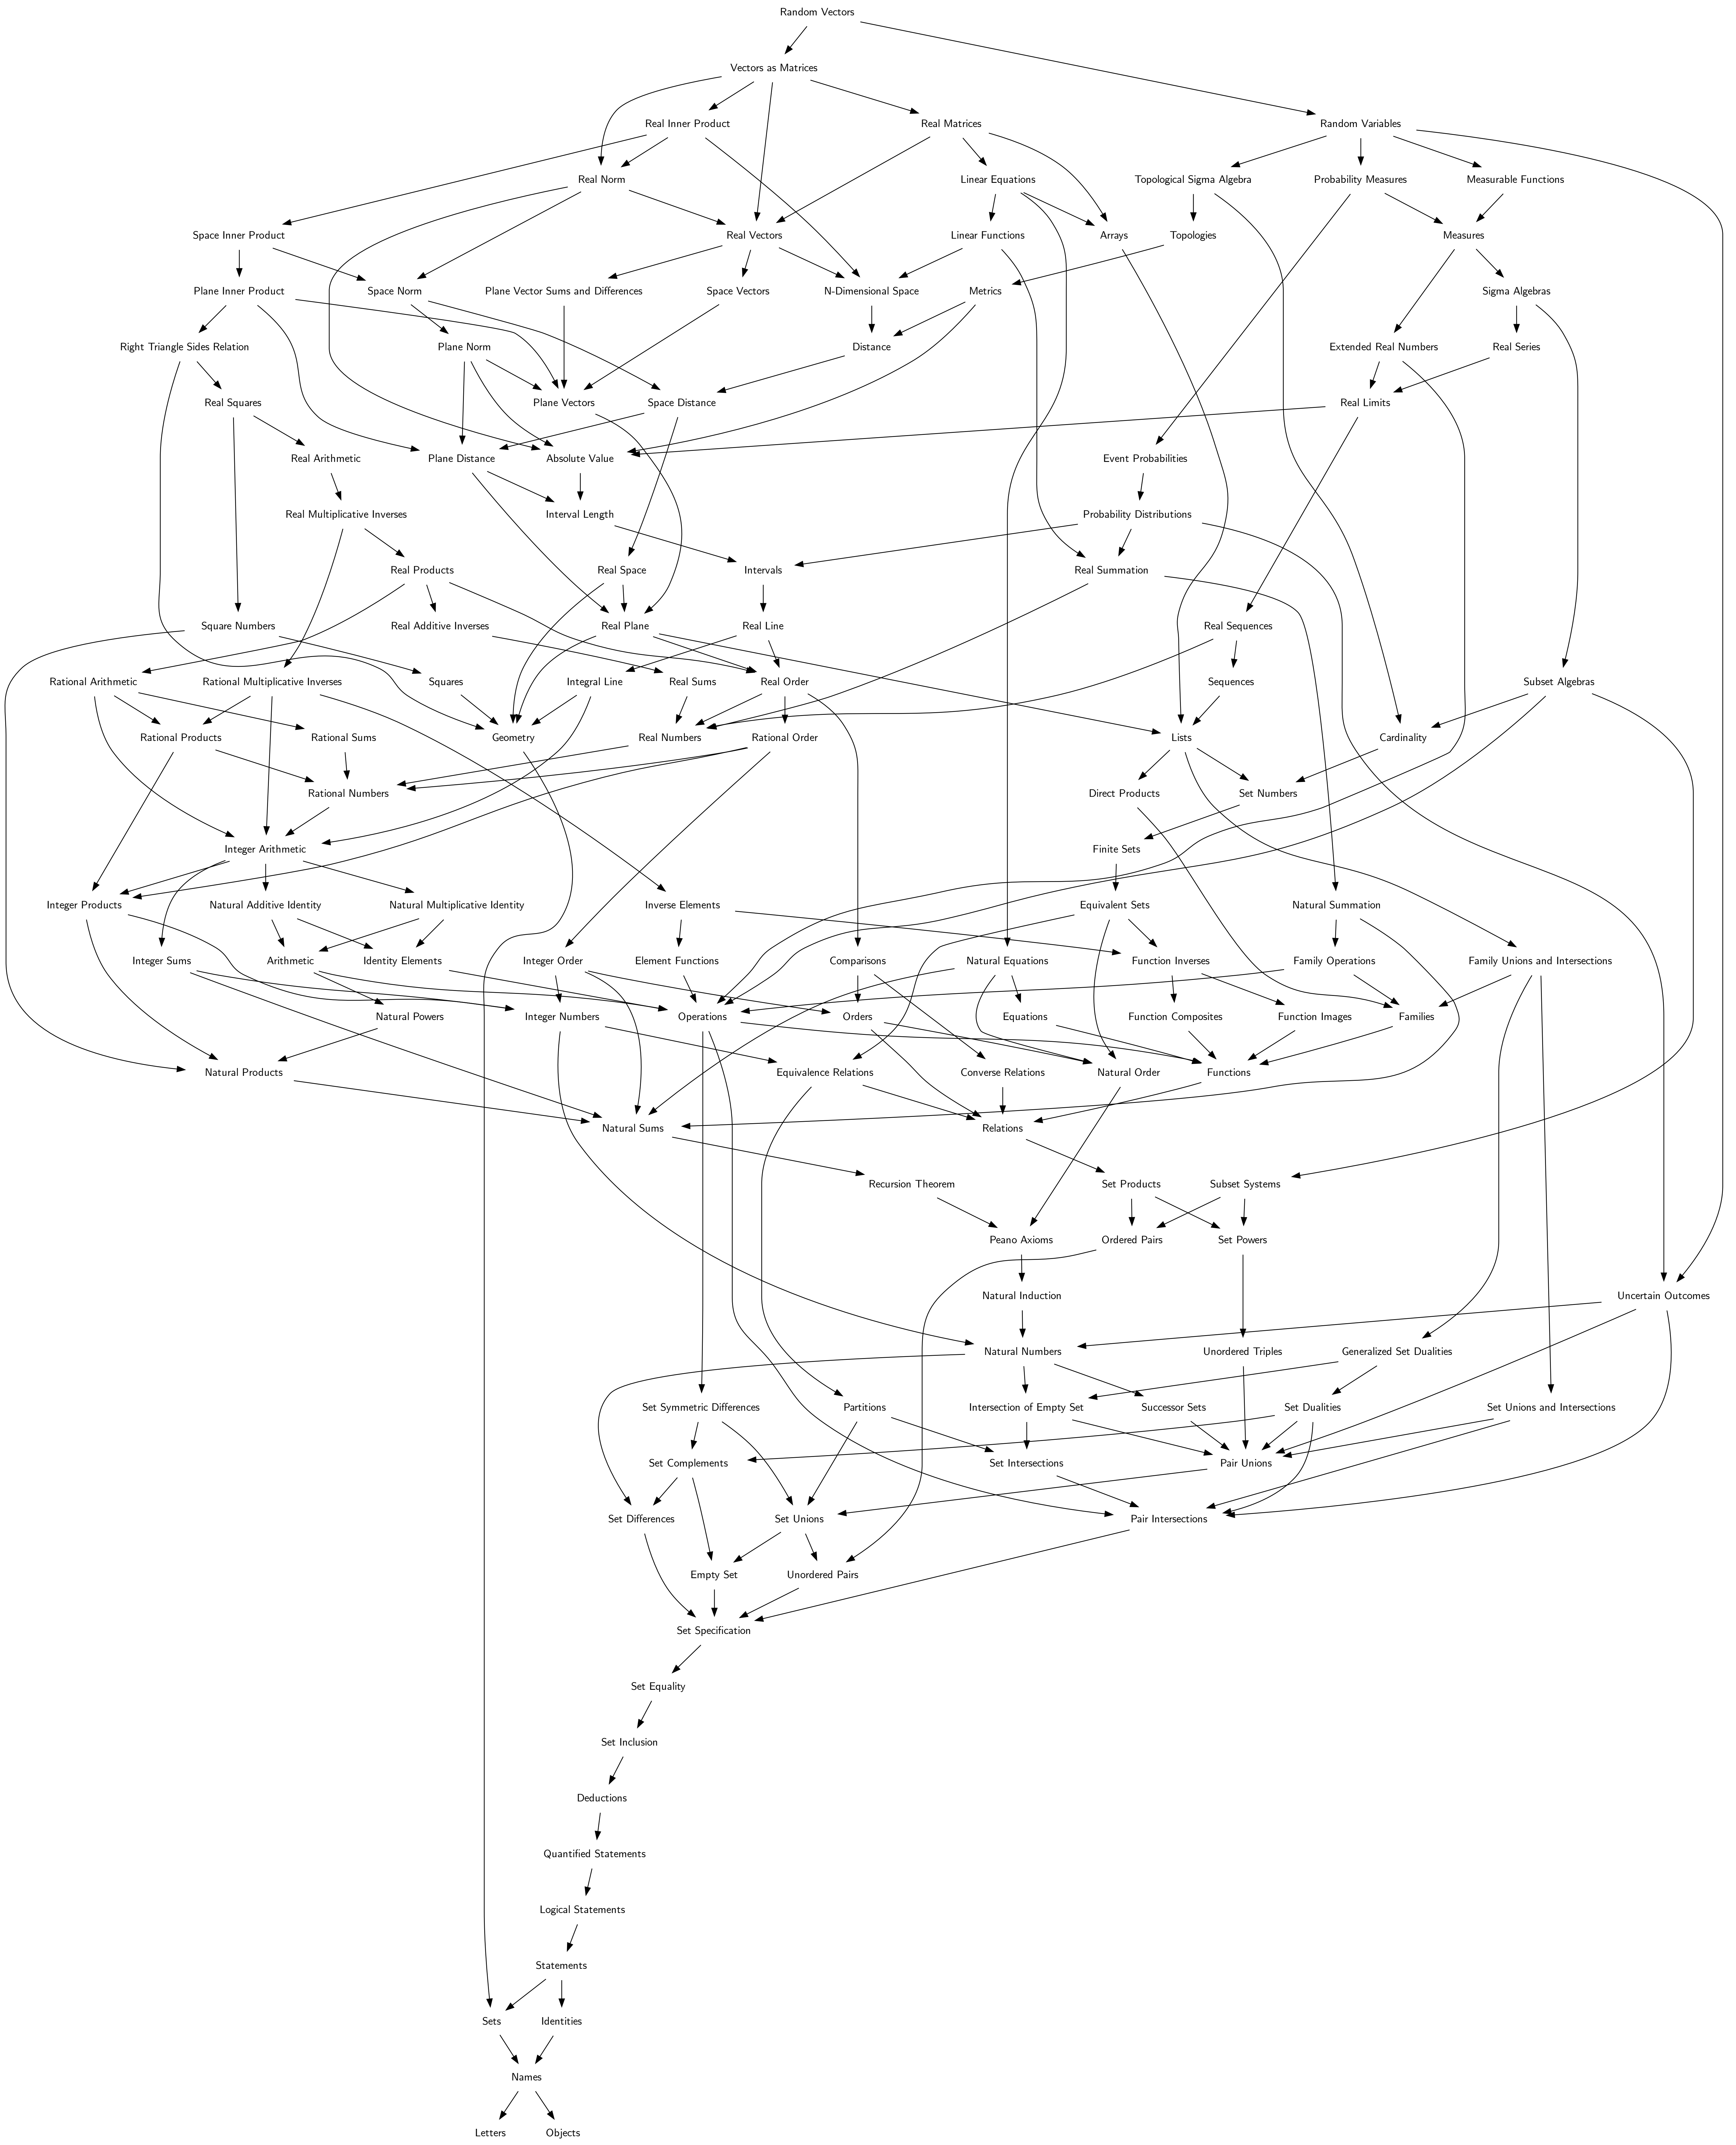 Random Vectors
Vectors as Matrices
Real Inner Product
Real Matrices
Random Variables
Real Norm
Linear Equations
Topological Sigma Algebra
Probability Measures
Measurable Functions
Space Inner Product
Real Vectors
Linear Functions
Arrays
Topologies
Measures
Plane Inner Product
Space Norm
Plane Vector Sums and Differences
Space Vectors
N-Dimensional Space
Metrics
Sigma Algebras
Right Triangle Sides Relation
Plane Norm
Distance
Extended Real Numbers
Real Series
Real Squares
Plane Vectors
Space Distance
Real Limits
Real Arithmetic
Plane Distance
Absolute Value
Event Probabilities
Real Multiplicative Inverses
Interval Length
Probability Distributions
Real Products
Real Space
Intervals
Real Summation
Square Numbers
Real Additive Inverses
Real Plane
Real Line
Real Sequences
Rational Arithmetic
Rational Multiplicative Inverses
Squares
Integral Line
Real Sums
Real Order
Sequences
Subset Algebras
Rational Products
Rational Sums
Geometry
Real Numbers
Rational Order
Lists
Cardinality
Rational Numbers
Direct Products
Set Numbers
Integer Arithmetic
Finite Sets
Integer Products
Natural Additive Identity
Natural Multiplicative Identity
Inverse Elements
Equivalent Sets
Natural Summation
Integer Sums
Arithmetic
Identity Elements
Integer Order
Element Functions
Comparisons
Natural Equations
Function Inverses
Family Operations
Family Unions and Intersections
Natural Powers
Integer Numbers
Operations
Orders
Equations
Function Composites
Function Images
Families
Natural Products
Equivalence Relations
Converse Relations
Natural Order
Functions
Natural Sums
Relations
Recursion Theorem
Set Products
Subset Systems
Peano Axioms
Ordered Pairs
Set Powers
Natural Induction
Uncertain Outcomes
Natural Numbers
Unordered Triples
Generalized Set Dualities
Set Symmetric Differences
Partitions
Intersection of Empty Set
Successor Sets
Set Dualities
Set Unions and Intersections
Set Complements
Set Intersections
Pair Unions
Set Differences
Set Unions
Pair Intersections
Empty Set
Unordered Pairs
Set Specification
Set Equality
Set Inclusion
Deductions
Quantified Statements
Logical Statements
Statements
Sets
Identities
Names
Letters
Objects